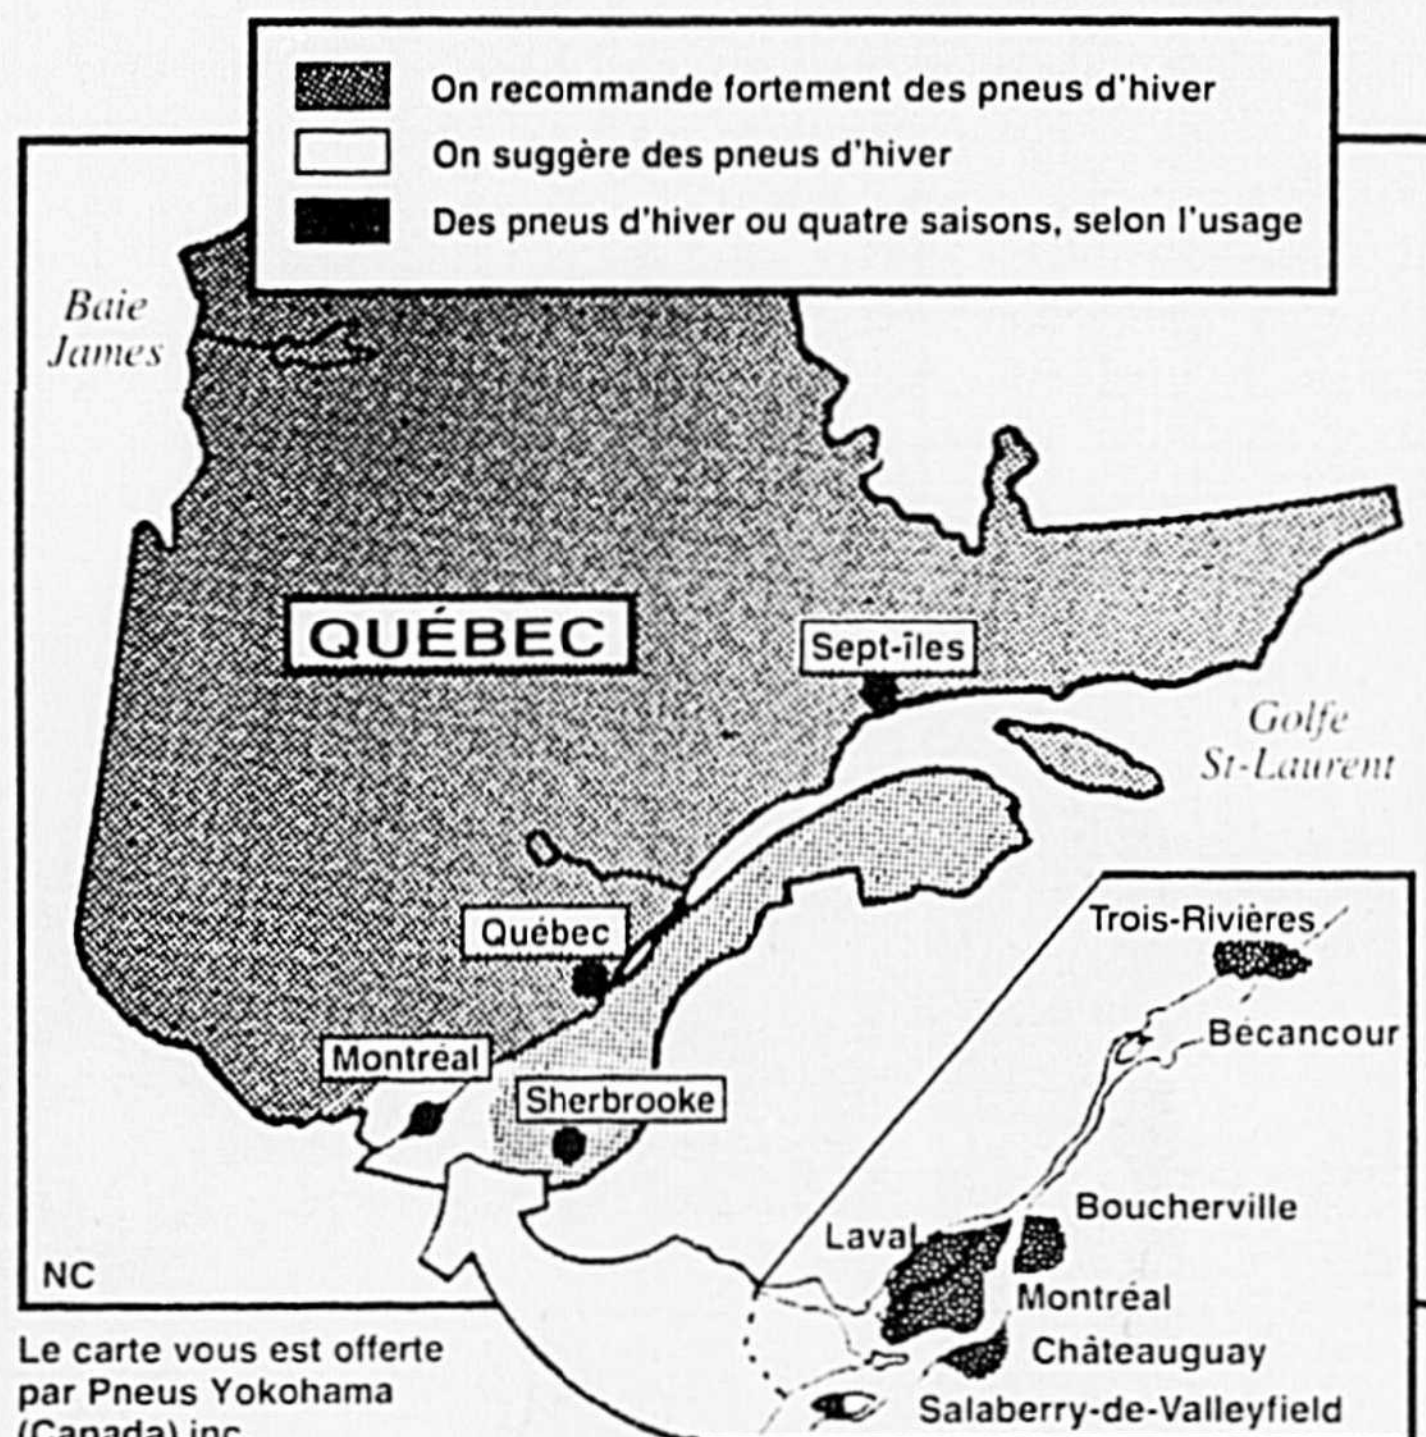 On recommande fortement des pneus d'hiver
On suggère des pneus d'hiver
Des pneus d'hiver ou quatre saisons, selon l'usage
Baie
James
QUÉBEC
Sept-îles
Golfe
St-Laurent
Québec
Montréal
Sherbrooke
Trois-Rivières
Bécancour
Boucherville
Laval
Montréal
Châteauguay
Salaberry-de-Valleyfield
NC
Le carte vous est offerte
par Pneus Yokohama
(Canada) inc